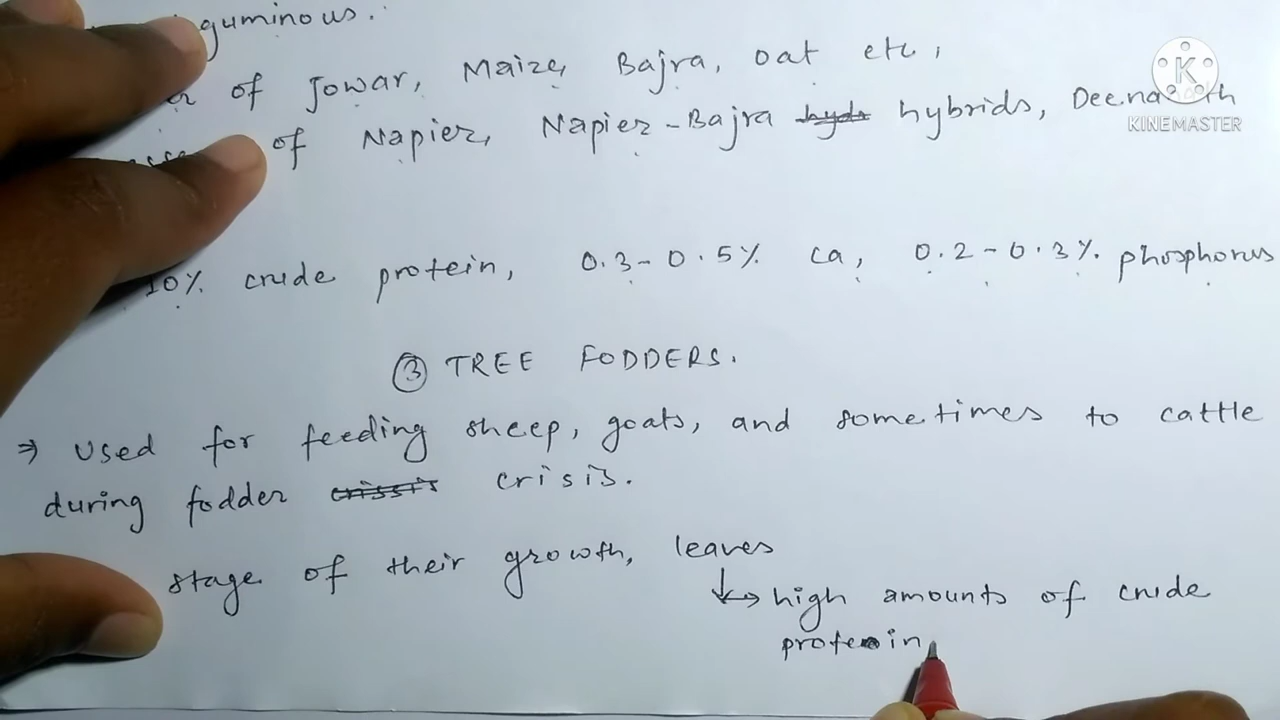 guminous.
of Jowar, Maize, Bajra, oat etc,
of Napier, Napier-Bajra hybrids,
10% crude protein, 0.3-0.5% ca, 0.2-0.3% phosphorus
③ TREE FODDERS.
⇒ Used for feeding sheep, goats, and sometimes to cattle
during fodder crissis crisis.
stage of their growth, leaves
↳ high amounts of crude
protein
K
KINEMASTER